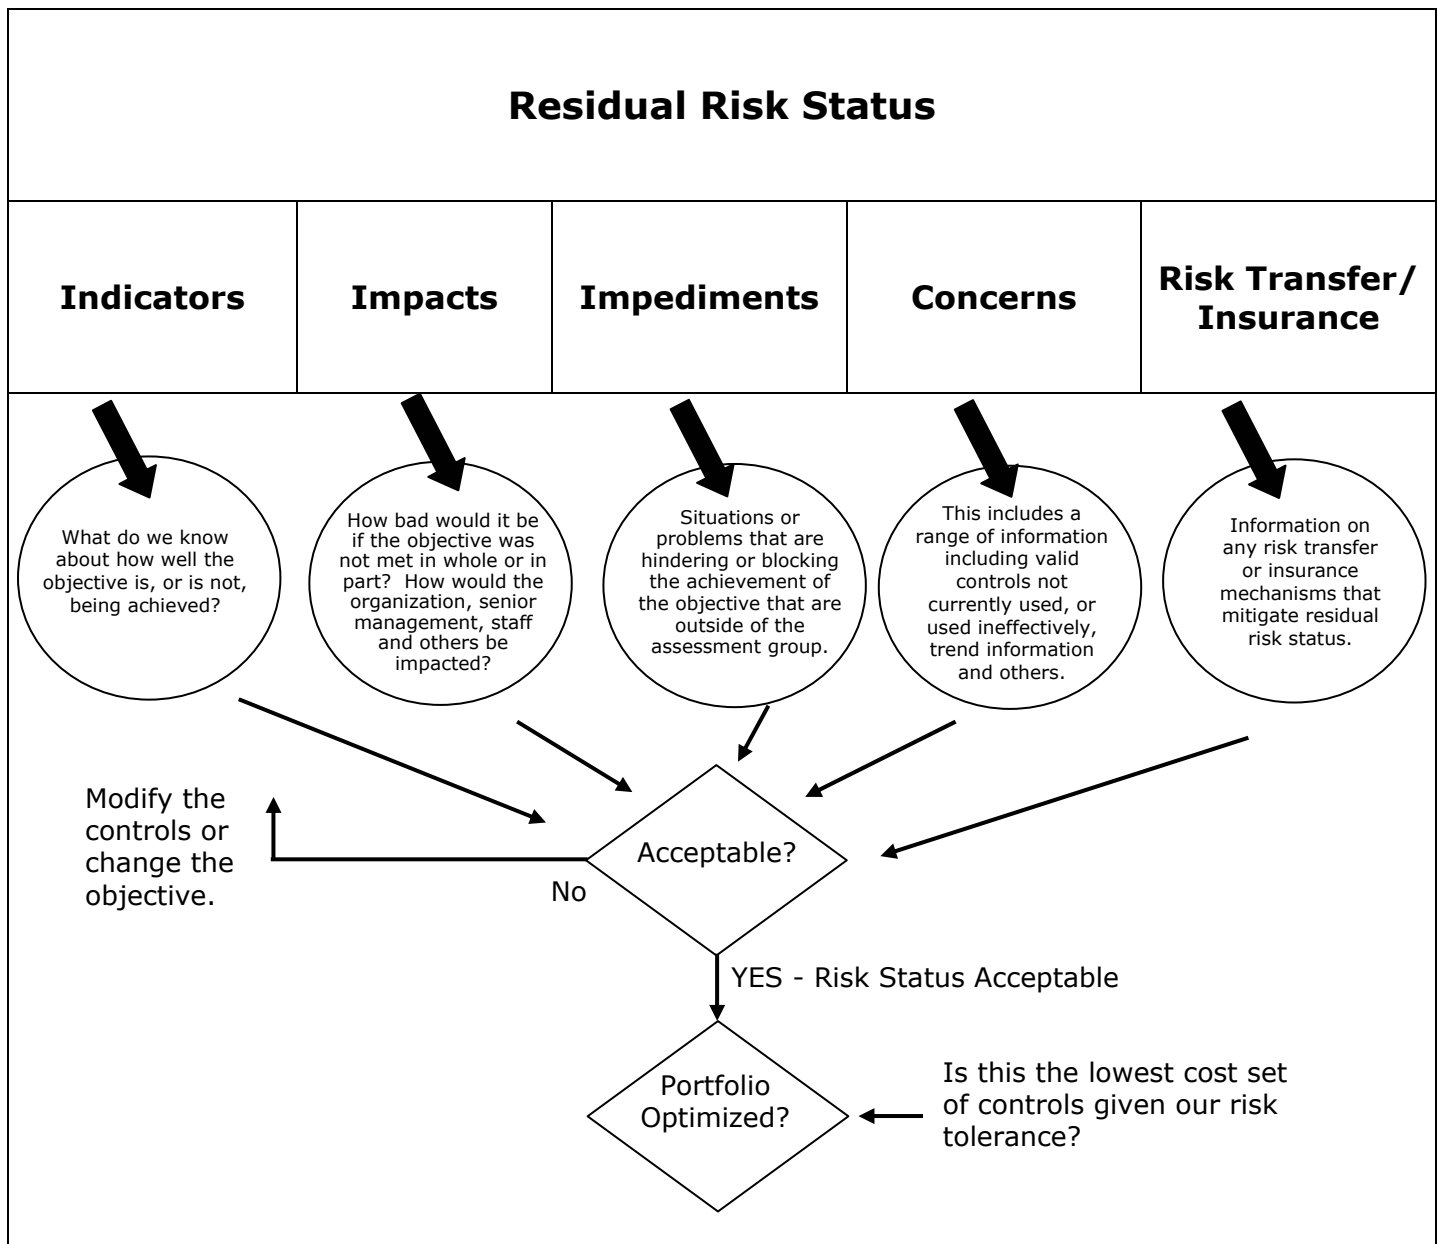 Residual Risk Status
Indicators
Impacts
Impediments
Concerns
Risk Transfer/
Insurance
What do we know
about how well the
objective is, or is not,
being achieved?
How bad would it be
if the objective was
not met in whole or in
part? How would the
organization, senior
management, staff
and others be
impacted?
Situations or
problems that are
hindering or blocking
the achievement of
the objective that are
outside of the
assessment group.
This includes a
range of information
including valid
controls not
currently used, or
used ineffectively,
trend information
and others.
Information on
any risk transfer
or insurance
mechanisms that
mitigate residual
risk status.
Modify the
controls or
change the
objective.
Acceptable?
No
YES - Risk Status Acceptable
Portfolio
Optimized?
Is this the lowest cost set
of controls given our risk
tolerance?